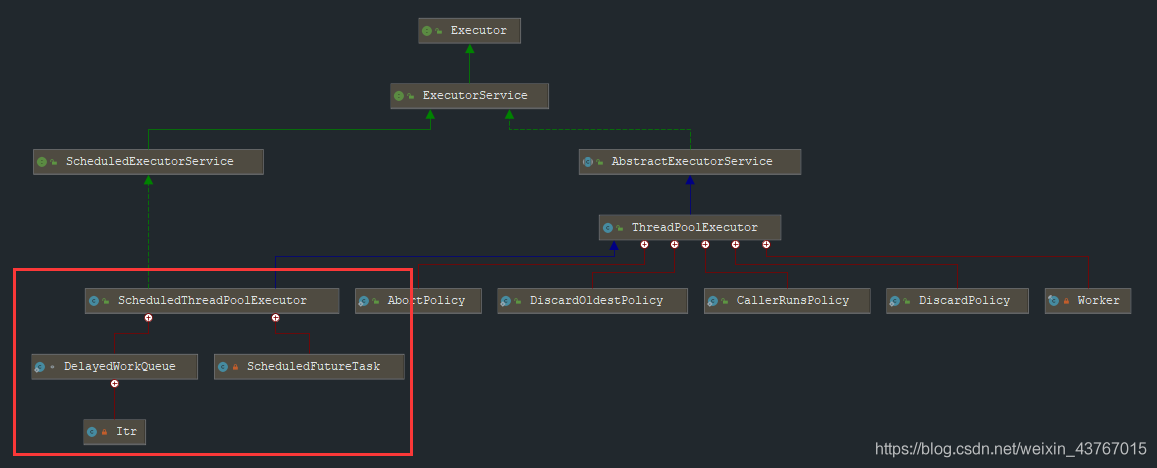 Executor
ExecutorService
ScheduledExecutorService
AbstractExecutorService
ThreadPoolExecutor
ScheduledThreadPoolExecutor
AbortPolicy
DiscardOldestPolicy
CallerRunsPolicy
DiscardPolicy
Worker
DelayedWorkQueue
ScheduledFutureTask
Itr
https://blog.csdn.net/weixin_43767015